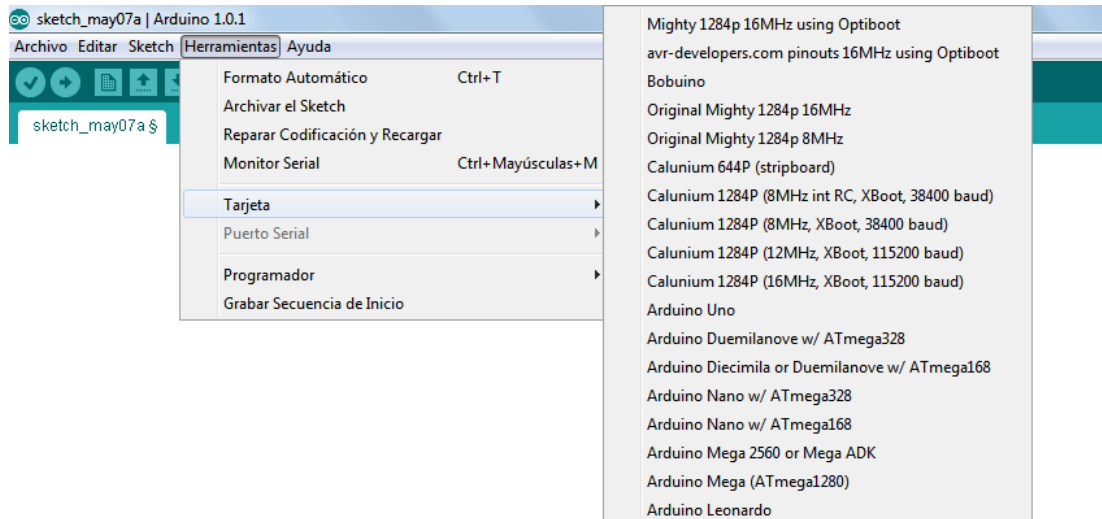 sketch_may07a | Arduino 1.0.1
Archivo Editar Sketch Herramientas Ayuda
sketch_may07a §
Formato Automático Ctrl+T
Archivar el Sketch
Reparar Codificación y Recargar
Monitor Serial Ctrl+Mayúsculas+M
Tarjeta
Puerto Serial
Programador
Grabar Secuencia de Inicio
Mighty 1284p 16MHz using Optiboot
avr-developers.com pinouts 16MHz using Optiboot
Bobuino
Original Mighty 1284p 16MHz
Original Mighty 1284p 8MHz
Calunium 644P (stripboard)
Calunium 1284P (8MHz int RC, XBoot, 38400 baud)
Calunium 1284P (8MHz, XBoot, 38400 baud)
Calunium 1284P (12MHz, XBoot, 115200 baud)
Calunium 1284P (16MHz, XBoot, 115200 baud)
Arduino Uno
Arduino Duemilanove w/ ATmega328
Arduino Diecimila or Duemilanove w/ ATmega168
Arduino Nano w/ ATmega328
Arduino Nano w/ ATmega168
Arduino Mega 2560 or Mega ADK
Arduino Mega (ATmega1280)
Arduino Leonardo